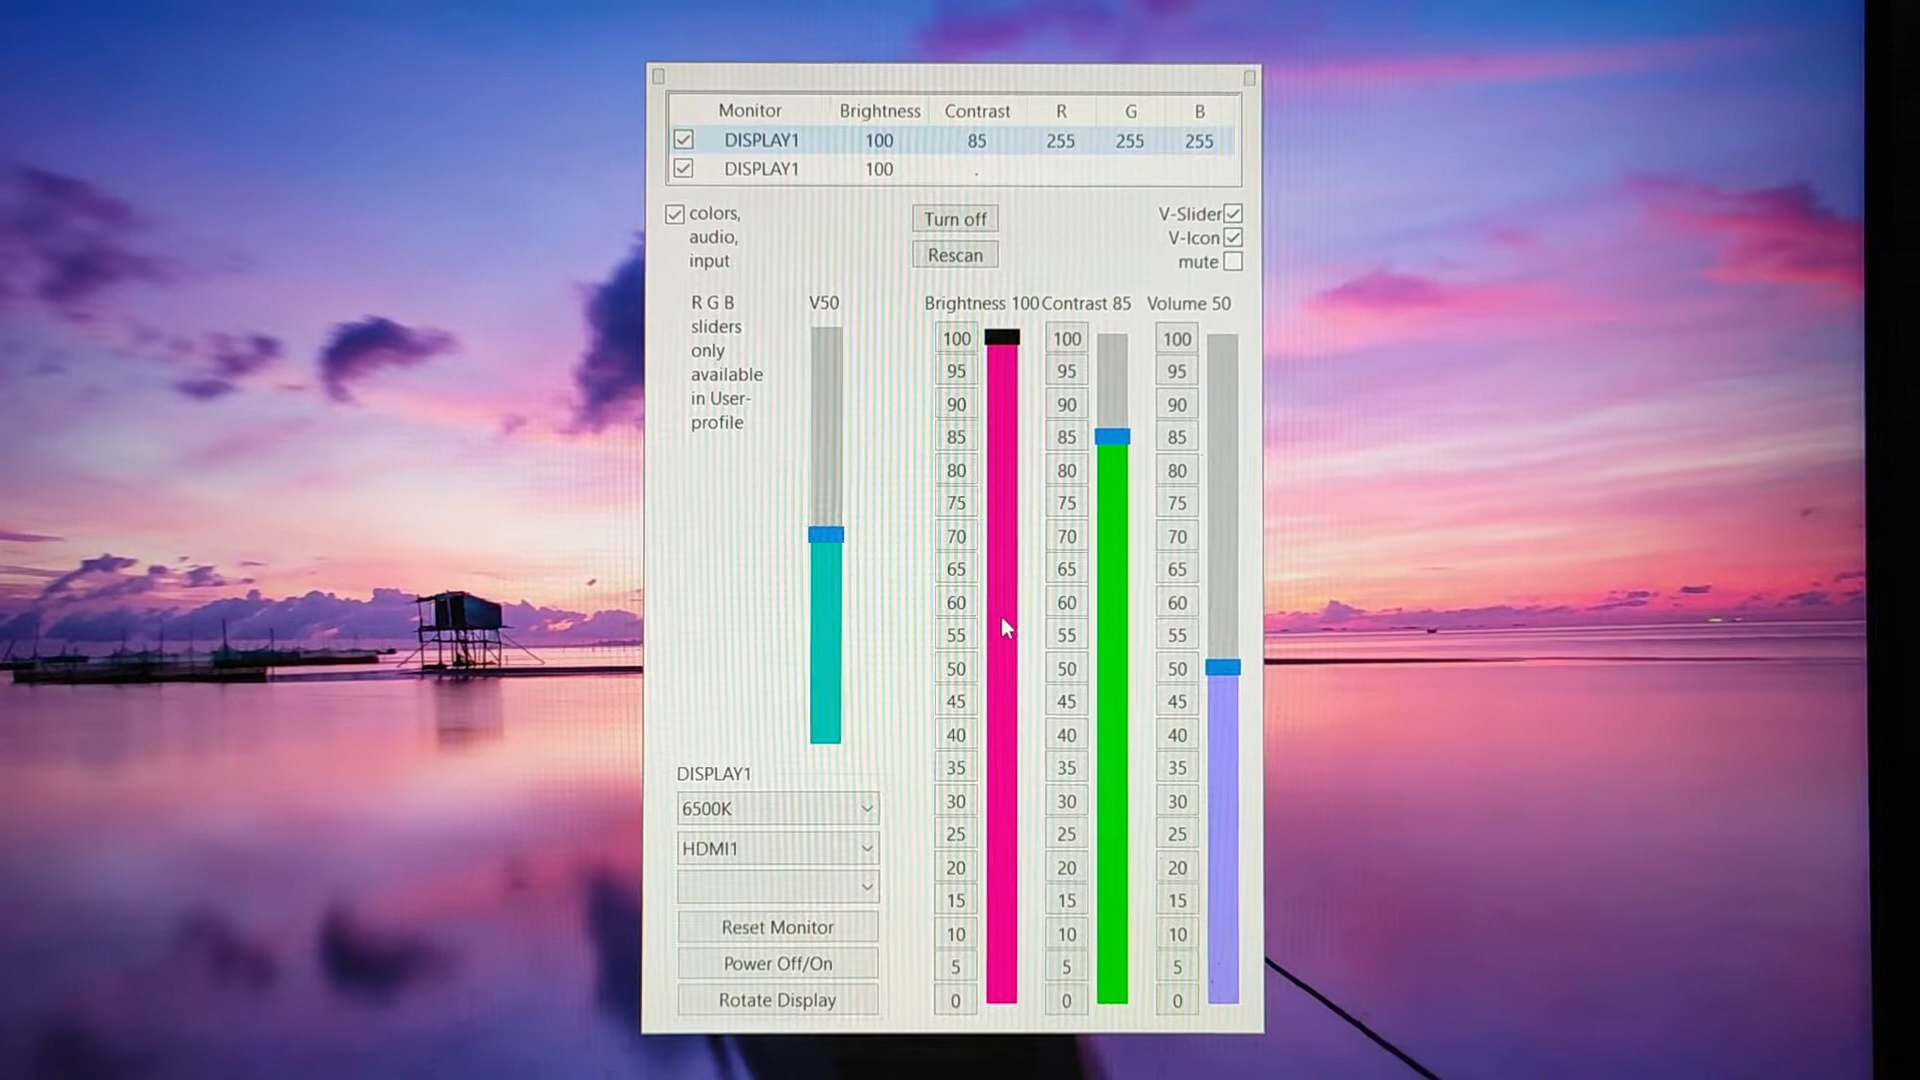 Monitor Brightness Contrast R G B
DISPLAY1 100 85 255 255 255
DISPLAY1 100 .
colors,
audio,
input
Turn off
Rescan
V-Slider
V-Icon
mute
R G B
sliders
only
available
in User-
profile
V50
Brightness 100 Contrast 85 Volume 50
100 100 100
95 95 95
90 90 90
85 85 85
80 80 80
75 75 75
70 70 70
65 65 65
60 60 60
55 55 55
50 50 50
45 45 45
40 40 40
35 35 35
30 30 30
25 25 25
20 20 20
15 15 15
10 10 10
5 5 5
0 0 0
DISPLAY1
6500K
HDMI1
Reset Monitor
Power Off/On
Rotate Display